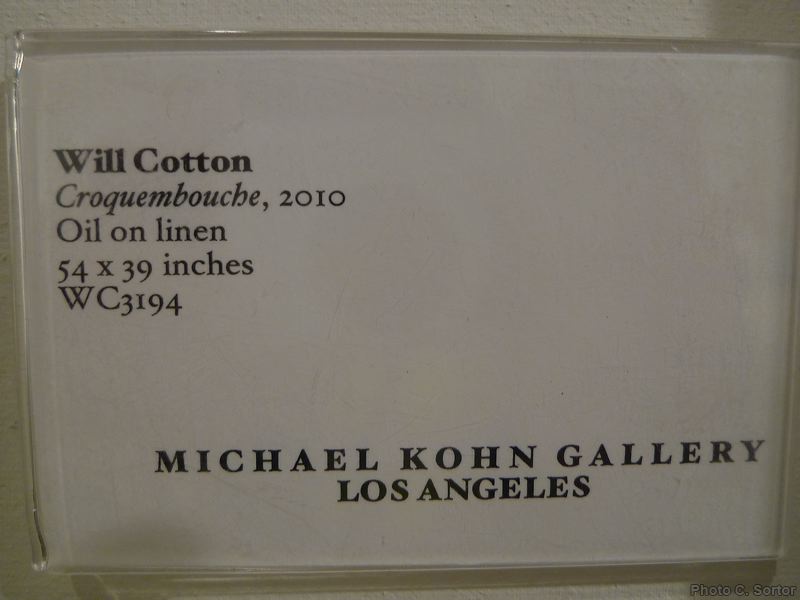 Will Cotton
Croquembouche, 2010
Oil on linen
54 x 39 inches
WC3194
MICHAEL KOHN GALLERY
LOS ANGELES
Photo C. Sortor